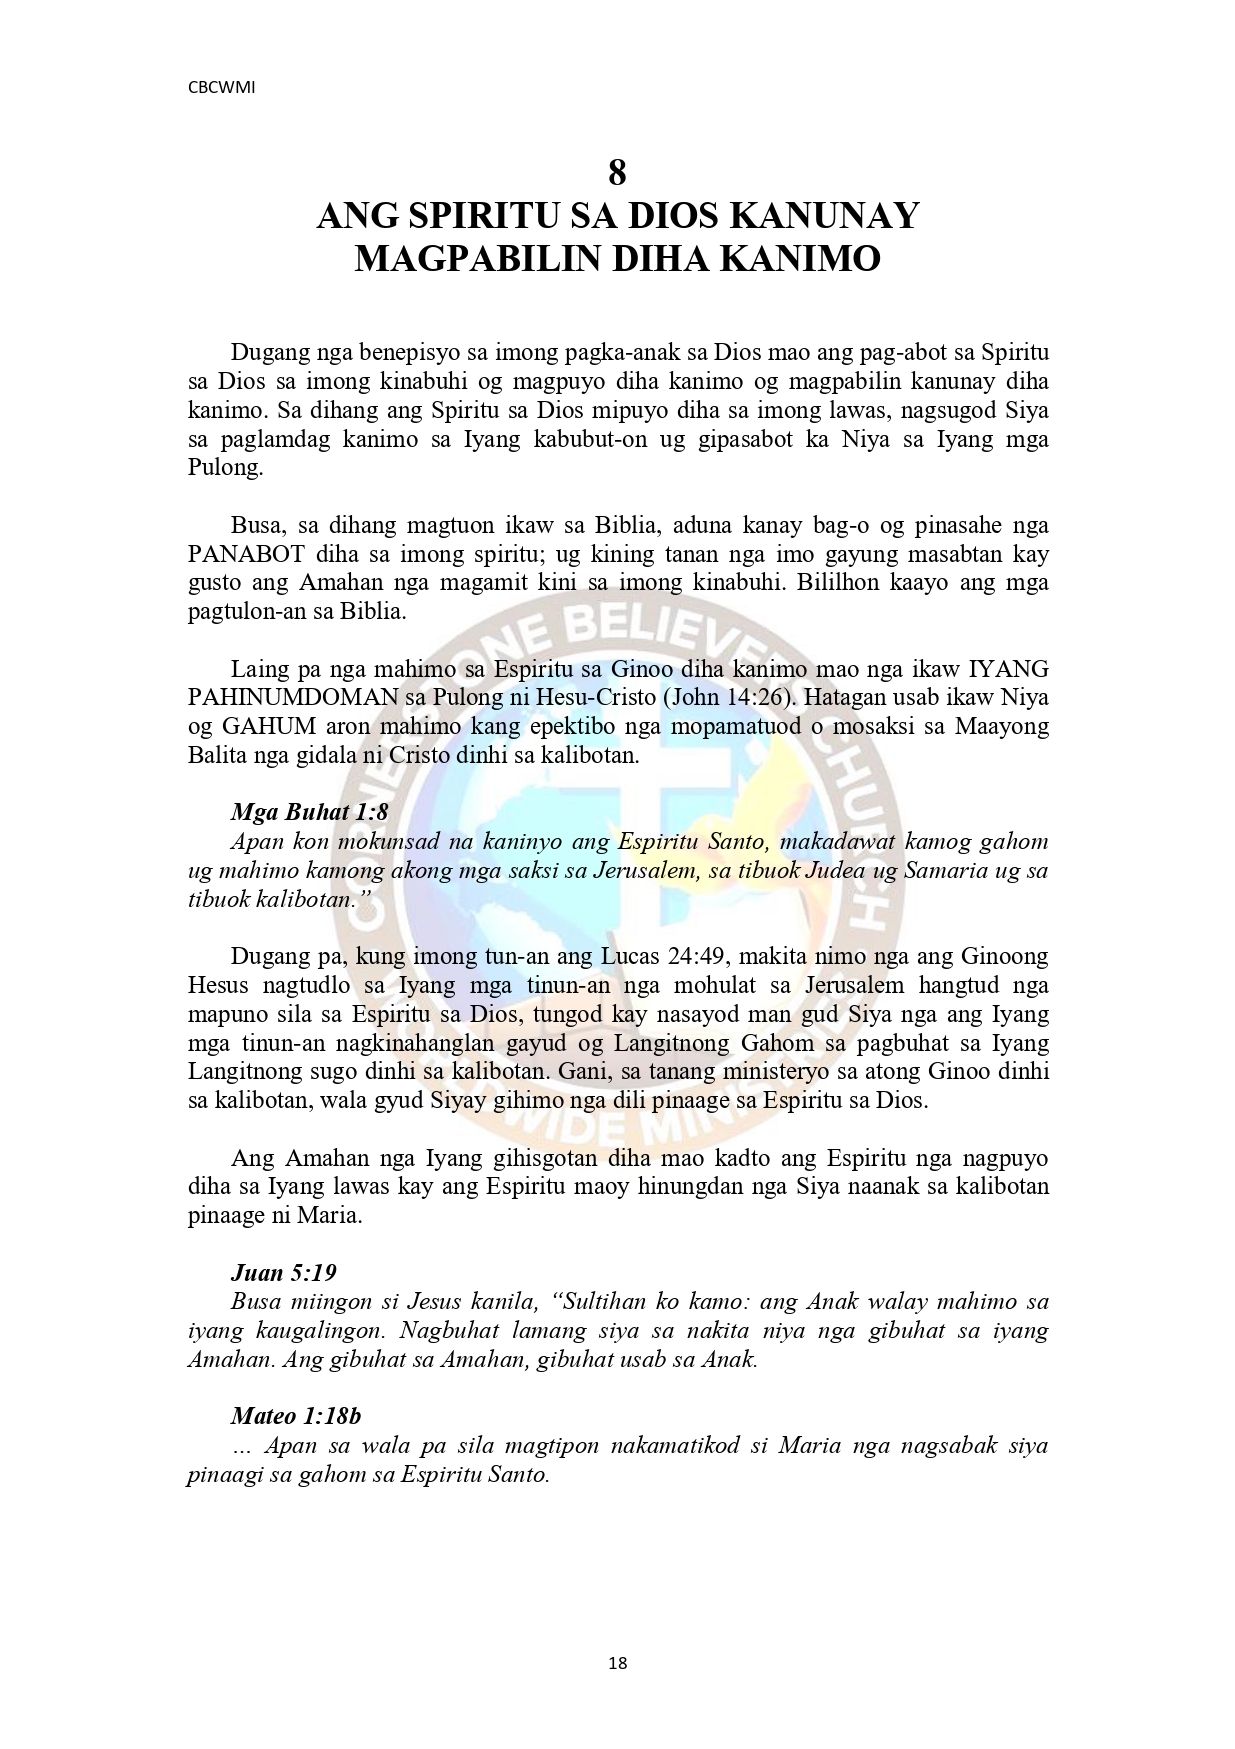 CBCWMI
8
ANG SPIRITU SA DIOS KANUNAY
MAGPABILIN DIHA KANIMO
Dugang nga benepisyo sa imong pagka-anak sa Dios mao ang pag-abot sa Spiritu
sa Dios sa imong kinabuhi og magpuyo diha kanimo og magpabilin kanunay diha
kanimo. Sa dihang ang Spiritu sa Dios mipuyo diha sa imong lawas, nagsugod Siya
sa paglamdag kanimo sa Iyang kabubut-on ug gipasabot ka Niya sa Iyang mga
Pulong.
Busa, sa dihang magtuon ikaw sa Biblia, aduna kanay bag-o og pinasahe nga
PANABOT diha sa imong spiritu; ug kining tanan nga imo gayung masabtan kay
gusto ang Amahan nga magamit kini sa imong kinabuhi. Bililhon kaayo ang mga
pagtulon-an sa Biblia.
Laing pa nga mahimo sa Espiritu sa Ginoo diha kanimo mao nga ikaw IYANG
PAHINUMDOMAN sa Pulong ni Hesu-Cristo (John 14:26). Hatagan usab ikaw Niya
og GAHUM aron mahimo kang epektibo nga mopamatuod o mosaksi sa Maayong
Balita nga gidala ni Cristo dinhi sa kalibotan.
Mga Buhat 1:8
Apan kon mokunsad na kaninyo ang Espiritu Santo, makadawat kamog gahom
ug mahimo kamong akong mga saksi sa Jerusalem, sa tibuok Judea ug Samaria ug sa
tibuok kalibotan.”
Dugang pa, kung imong tun-an ang Lucas 24:49, makita nimo nga ang Ginoong
Hesus nagtudlo sa Iyang mga tinun-an nga mohulat sa Jerusalem hangtud nga
mapuno sila sa Espiritu sa Dios, tungod kay nasayod man gud Siya nga ang Iyang
mga tinun-an nagkinahanglan gayud og Langitnong Gahom sa pagbuhat sa Iyang
Langitnong sugo dinhi sa kalibotan. Gani, sa tanang ministeryo sa atong Ginoo dinhi
sa kalibotan, wala gyud Siyay gihimo nga dili pinaage sa Espiritu sa Dios.
Ang Amahan nga Iyang gihisgotan diha mao kadto ang Espiritu nga nagpuyo
diha sa Iyang lawas kay ang Espiritu maoy hinungdan nga Siya naanak sa kalibotan
pinaage ni Maria.
Juan 5:19
Busa miingon si Jesus kanila, “Sultihan ko kamo: ang Anak walay mahimo sa
iyang kaugalingon. Nagbuhat lamang siya sa nakita niya nga gibuhat sa iyang
Amahan. Ang gibuhat sa Amahan, gibuhat usab sa Anak.
Mateo 1:18b
… Apan sa wala pa sila magtipon nakamatikod si Maria nga nagsabak siya
pinaagi sa gahom sa Espiritu Santo.
CORNERSTONE BELIEVERS CHURCH
WORLDWIDE MINISTRIES
18